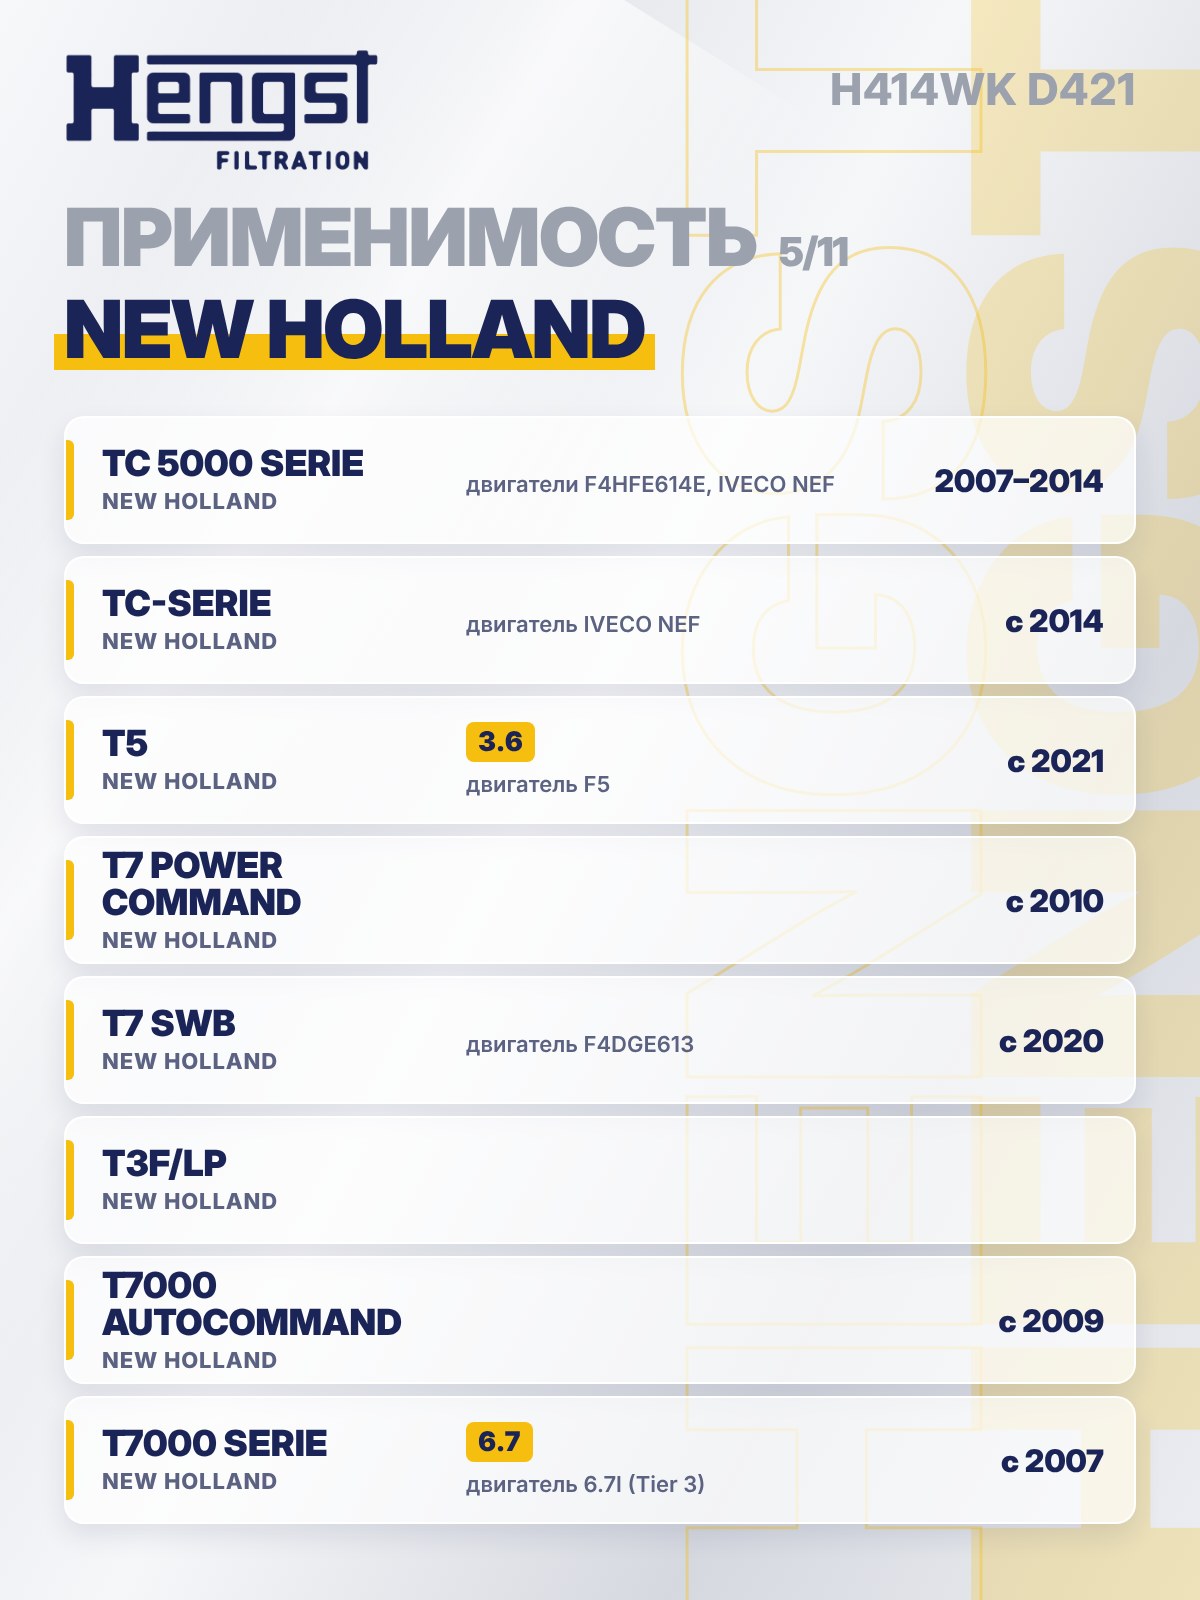 Hengst
FILTRATION
H414WK D421
ПРИМЕНИМОСТЬ 5/11
NEW HOLLAND
TC 5000 SERIE
NEW HOLLAND
двигатели F4HFE614E, IVECO NEF
2007–2014
TC-SERIE
NEW HOLLAND
двигатель IVECO NEF
с 2014
T5
NEW HOLLAND
3.6
двигатель F5
с 2021
T7 POWER
COMMAND
NEW HOLLAND
с 2010
T7 SWB
NEW HOLLAND
двигатель F4DGE613
с 2020
T3F/LP
NEW HOLLAND
T7000
AUTOCOMMAND
NEW HOLLAND
с 2009
T7000 SERIE
NEW HOLLAND
6.7
двигатель 6.7l (Tier 3)
с 2007
HENGST
HENGST